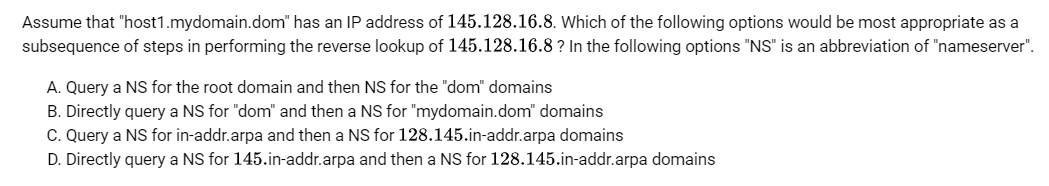 Assume that "host1.mydomain.dom" has an IP address of 145.128.16.8. Which of the following options would be most appropriate as a
subsequence of steps in performing the reverse lookup of 145.128.16.8 ? In the following options "NS" is an abbreviation of "nameserver".
A. Query a NS for the root domain and then NS for the "dom" domains
B. Directly query a NS for "dom" and then a NS for "mydomain.dom" domains
C. Query a NS for in-addr.arpa and then a NS for 128.145.in-addr.arpa domains
D. Directly query a NS for 145.in-addr.arpa and then a NS for 128.145.in-addr.arpa domains